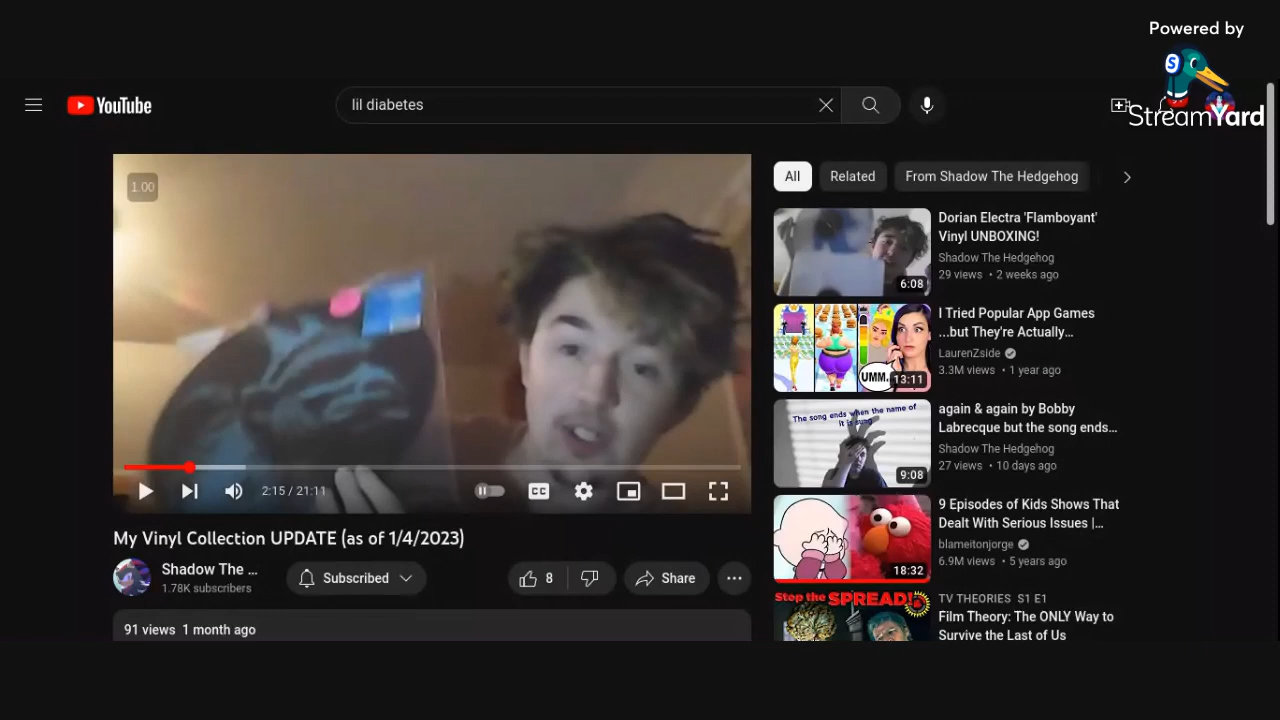 Powered by
StreamYard
YouTube
lil diabetes
1.00
2:15 / 21:11
CC
My Vinyl Collection UPDATE (as of 1/4/2023)
Shadow The ...
1.78K subscribers
Subscribed
8
Share
91 views 1 month ago
All
Related
From Shadow The Hedgehog
Dorian Electra 'Flamboyant'
Vinyl UNBOXING!
Shadow The Hedgehog
29 views • 2 weeks ago
6:08
I Tried Popular App Games
...but They're Actually...
LaurenZside
3.3M views • 1 year ago
UMM.
13:11
The song ends when the name of
it is sung
again & again by Bobby
Labrecque but the song ends...
Shadow The Hedgehog
27 views • 10 days ago
9:08
9 Episodes of Kids Shows That
Dealt With Serious Issues |...
blameitonjorge
6.9M views • 5 years ago
18:32
Stop the SPREAD!
TV THEORIES S1 E1
Film Theory: The ONLY Way to
Survive the Last of Us